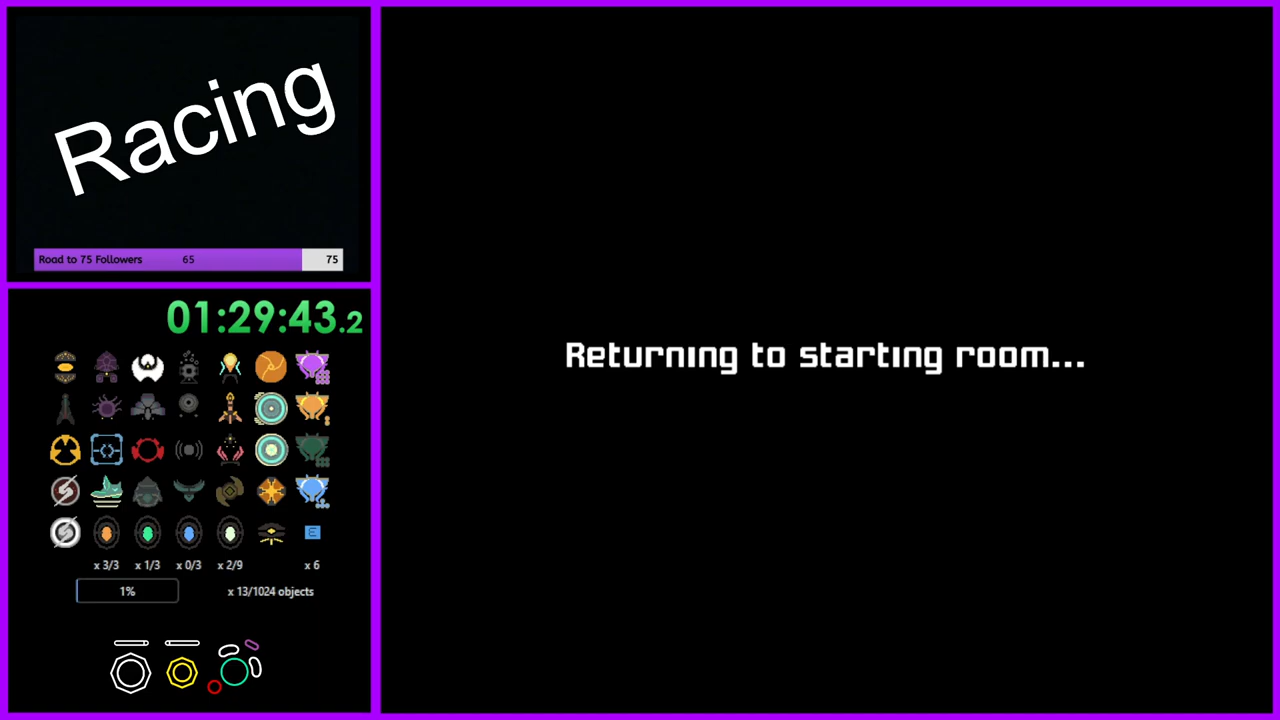 Racing
Road to 75 Followers 65 75
01:29:43.2
x 3/3 x 1/3 x 0/3 x 2/9 x 6
1% x 13/1024 objects
Returning to starting room...